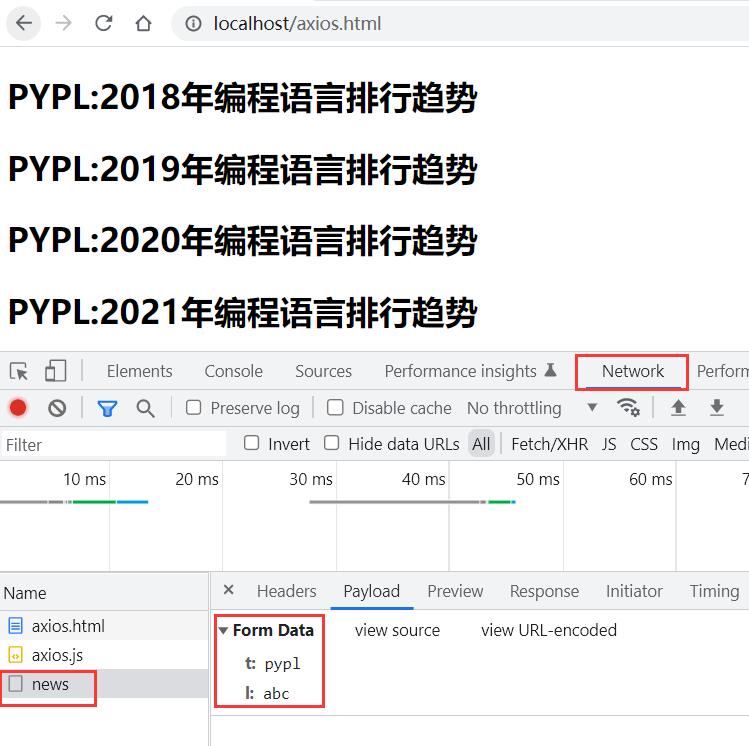 localhost/axios.html
PYPL:2018年编程语言排行趋势
PYPL:2019年编程语言排行趋势
PYPL:2020年编程语言排行趋势
PYPL:2021年编程语言排行趋势
Elements Console Sources Performance insights Network Perform
Preserve log Disable cache No throttling
Filter Invert Hide data URLs All Fetch/XHR JS CSS Img Medi
10 ms 20 ms 30 ms 40 ms 50 ms 60 ms 7
Name × Headers Payload Preview Response Initiator Timing
axios.html Form Data view source view URL-encoded
axios.js t: pypl
news l: abc